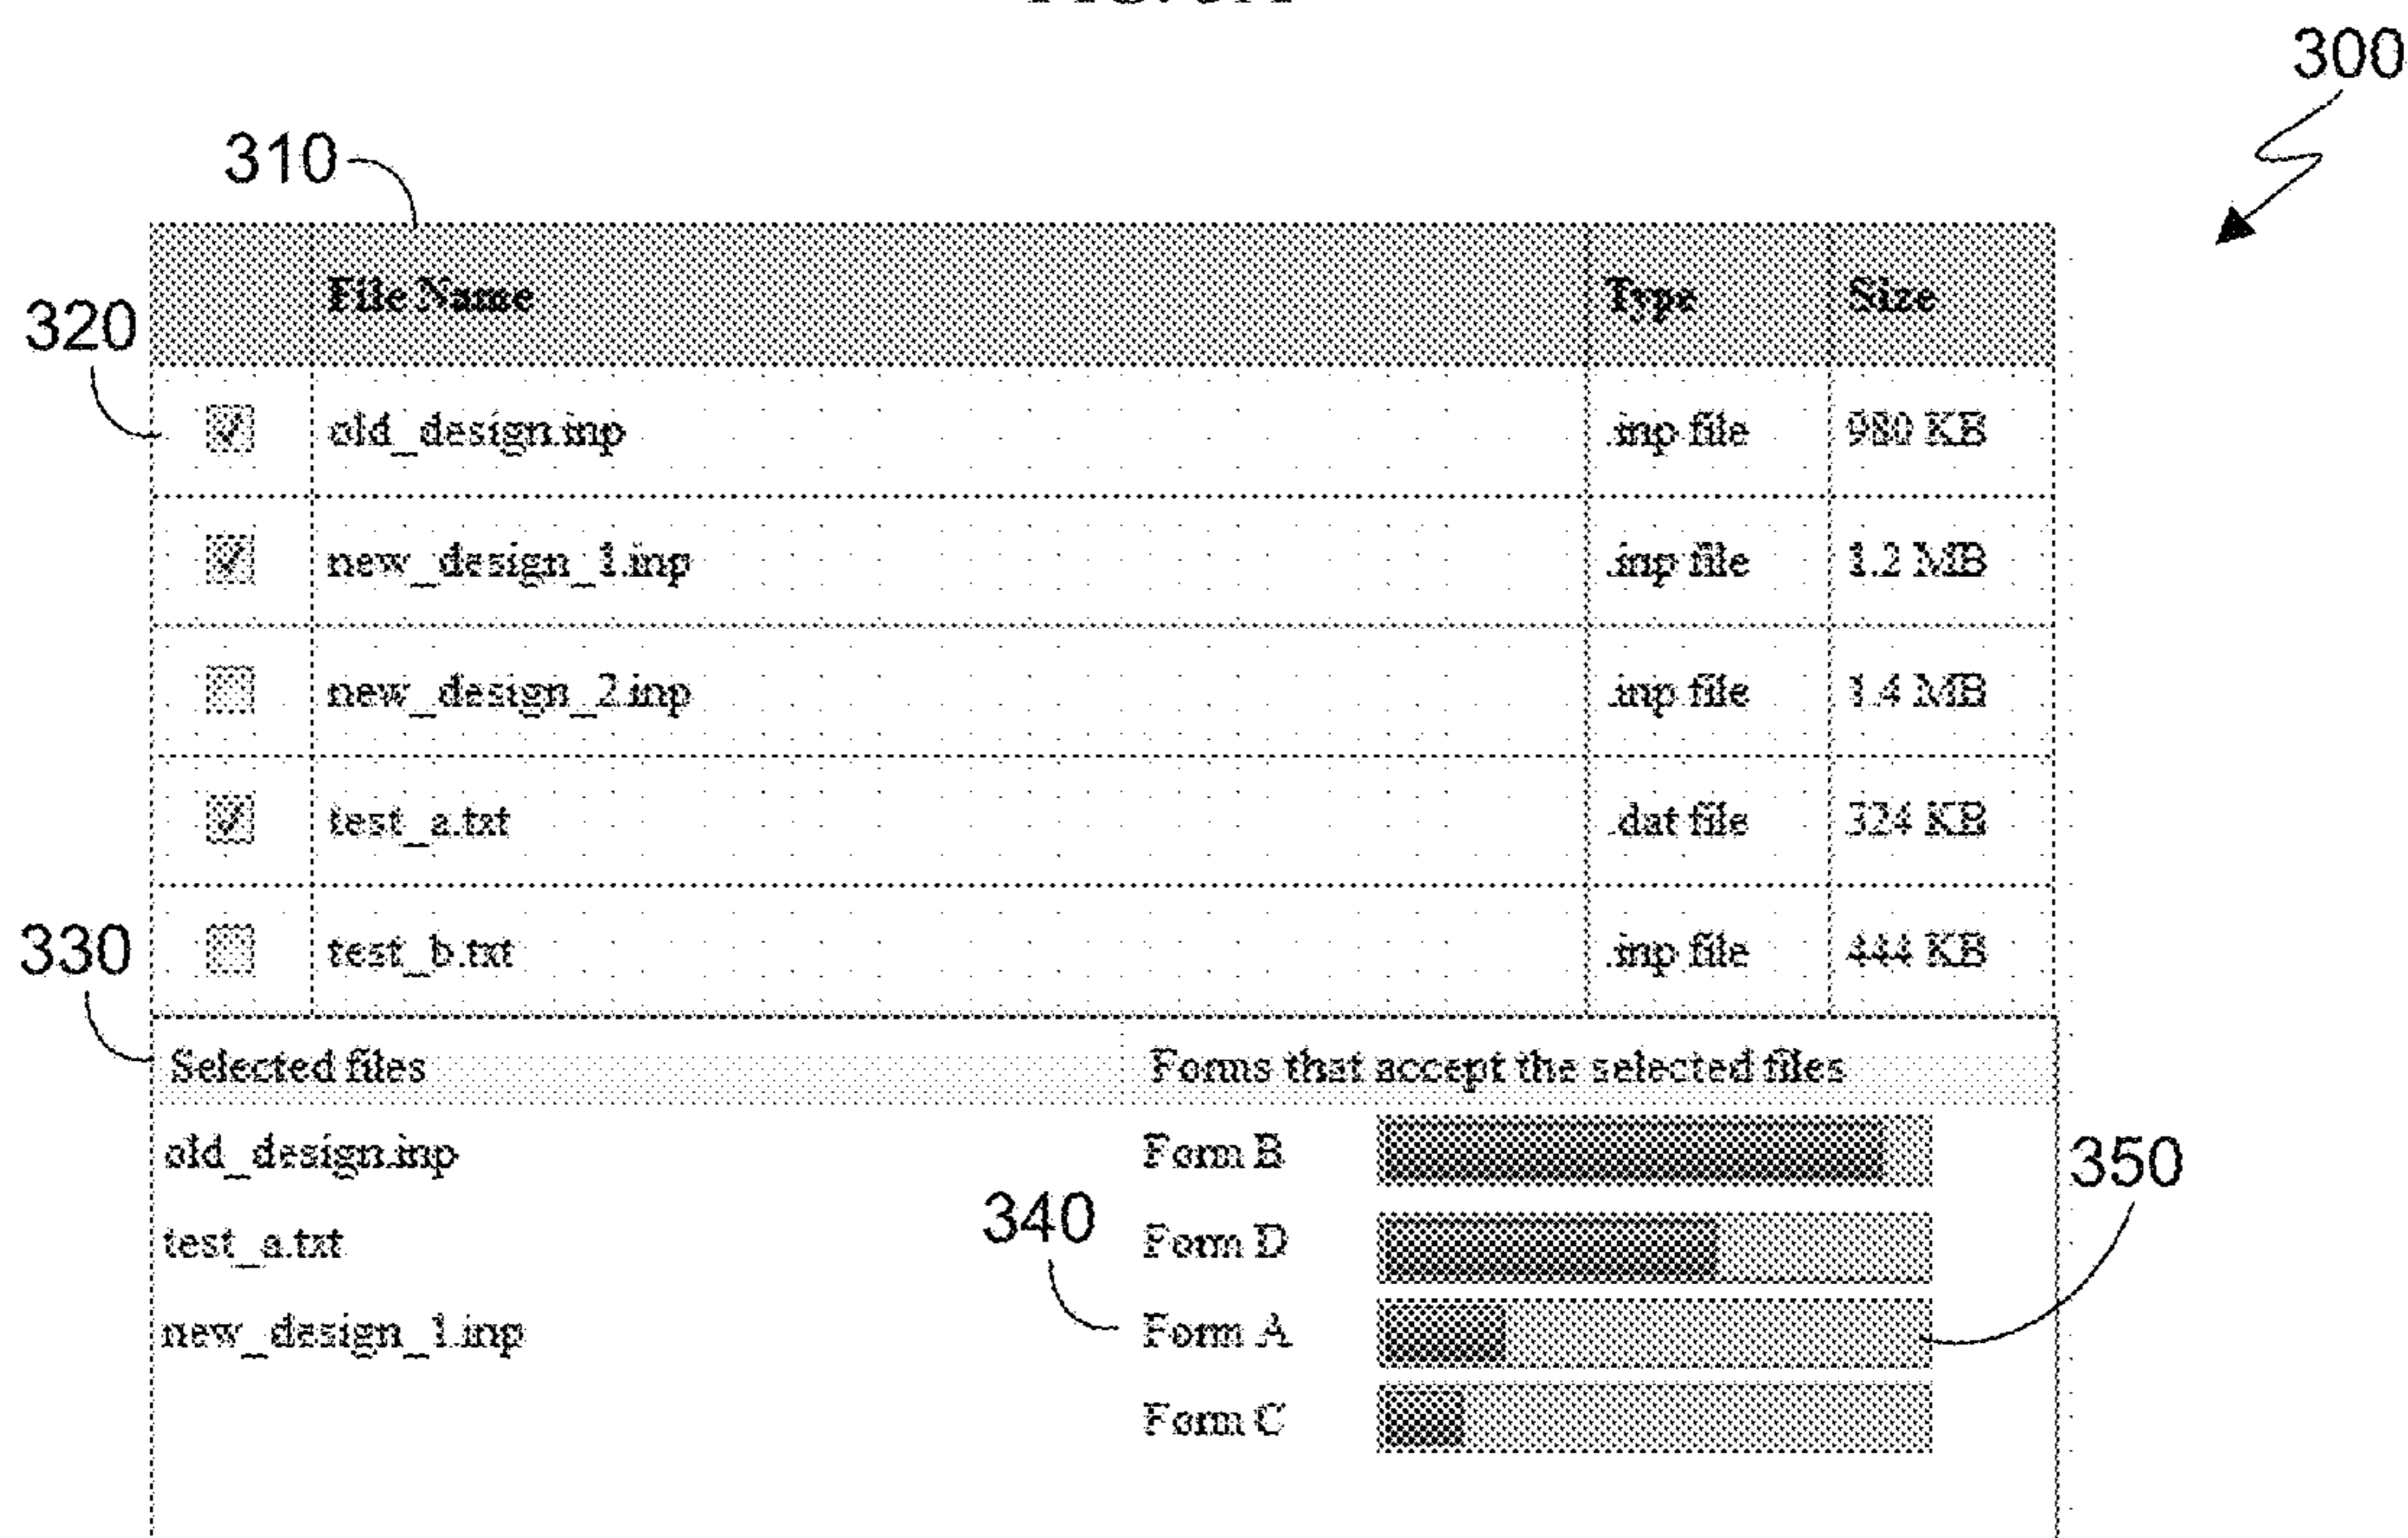 300
310
File Name Type Size
320
old_design.inp .inp file 980 KB
new_design_1.inp .inp file 1.2 MB
new_design_2.inp .inp file 1.4 MB
test_a.txt .dat file 324 KB
330
test_b.txt .inp file 444 KB
Selected files Forms that accept the selected files
old_design.inp Form B
350
340
test_a.txt Form D
new_design_1.inp Form A
Form C